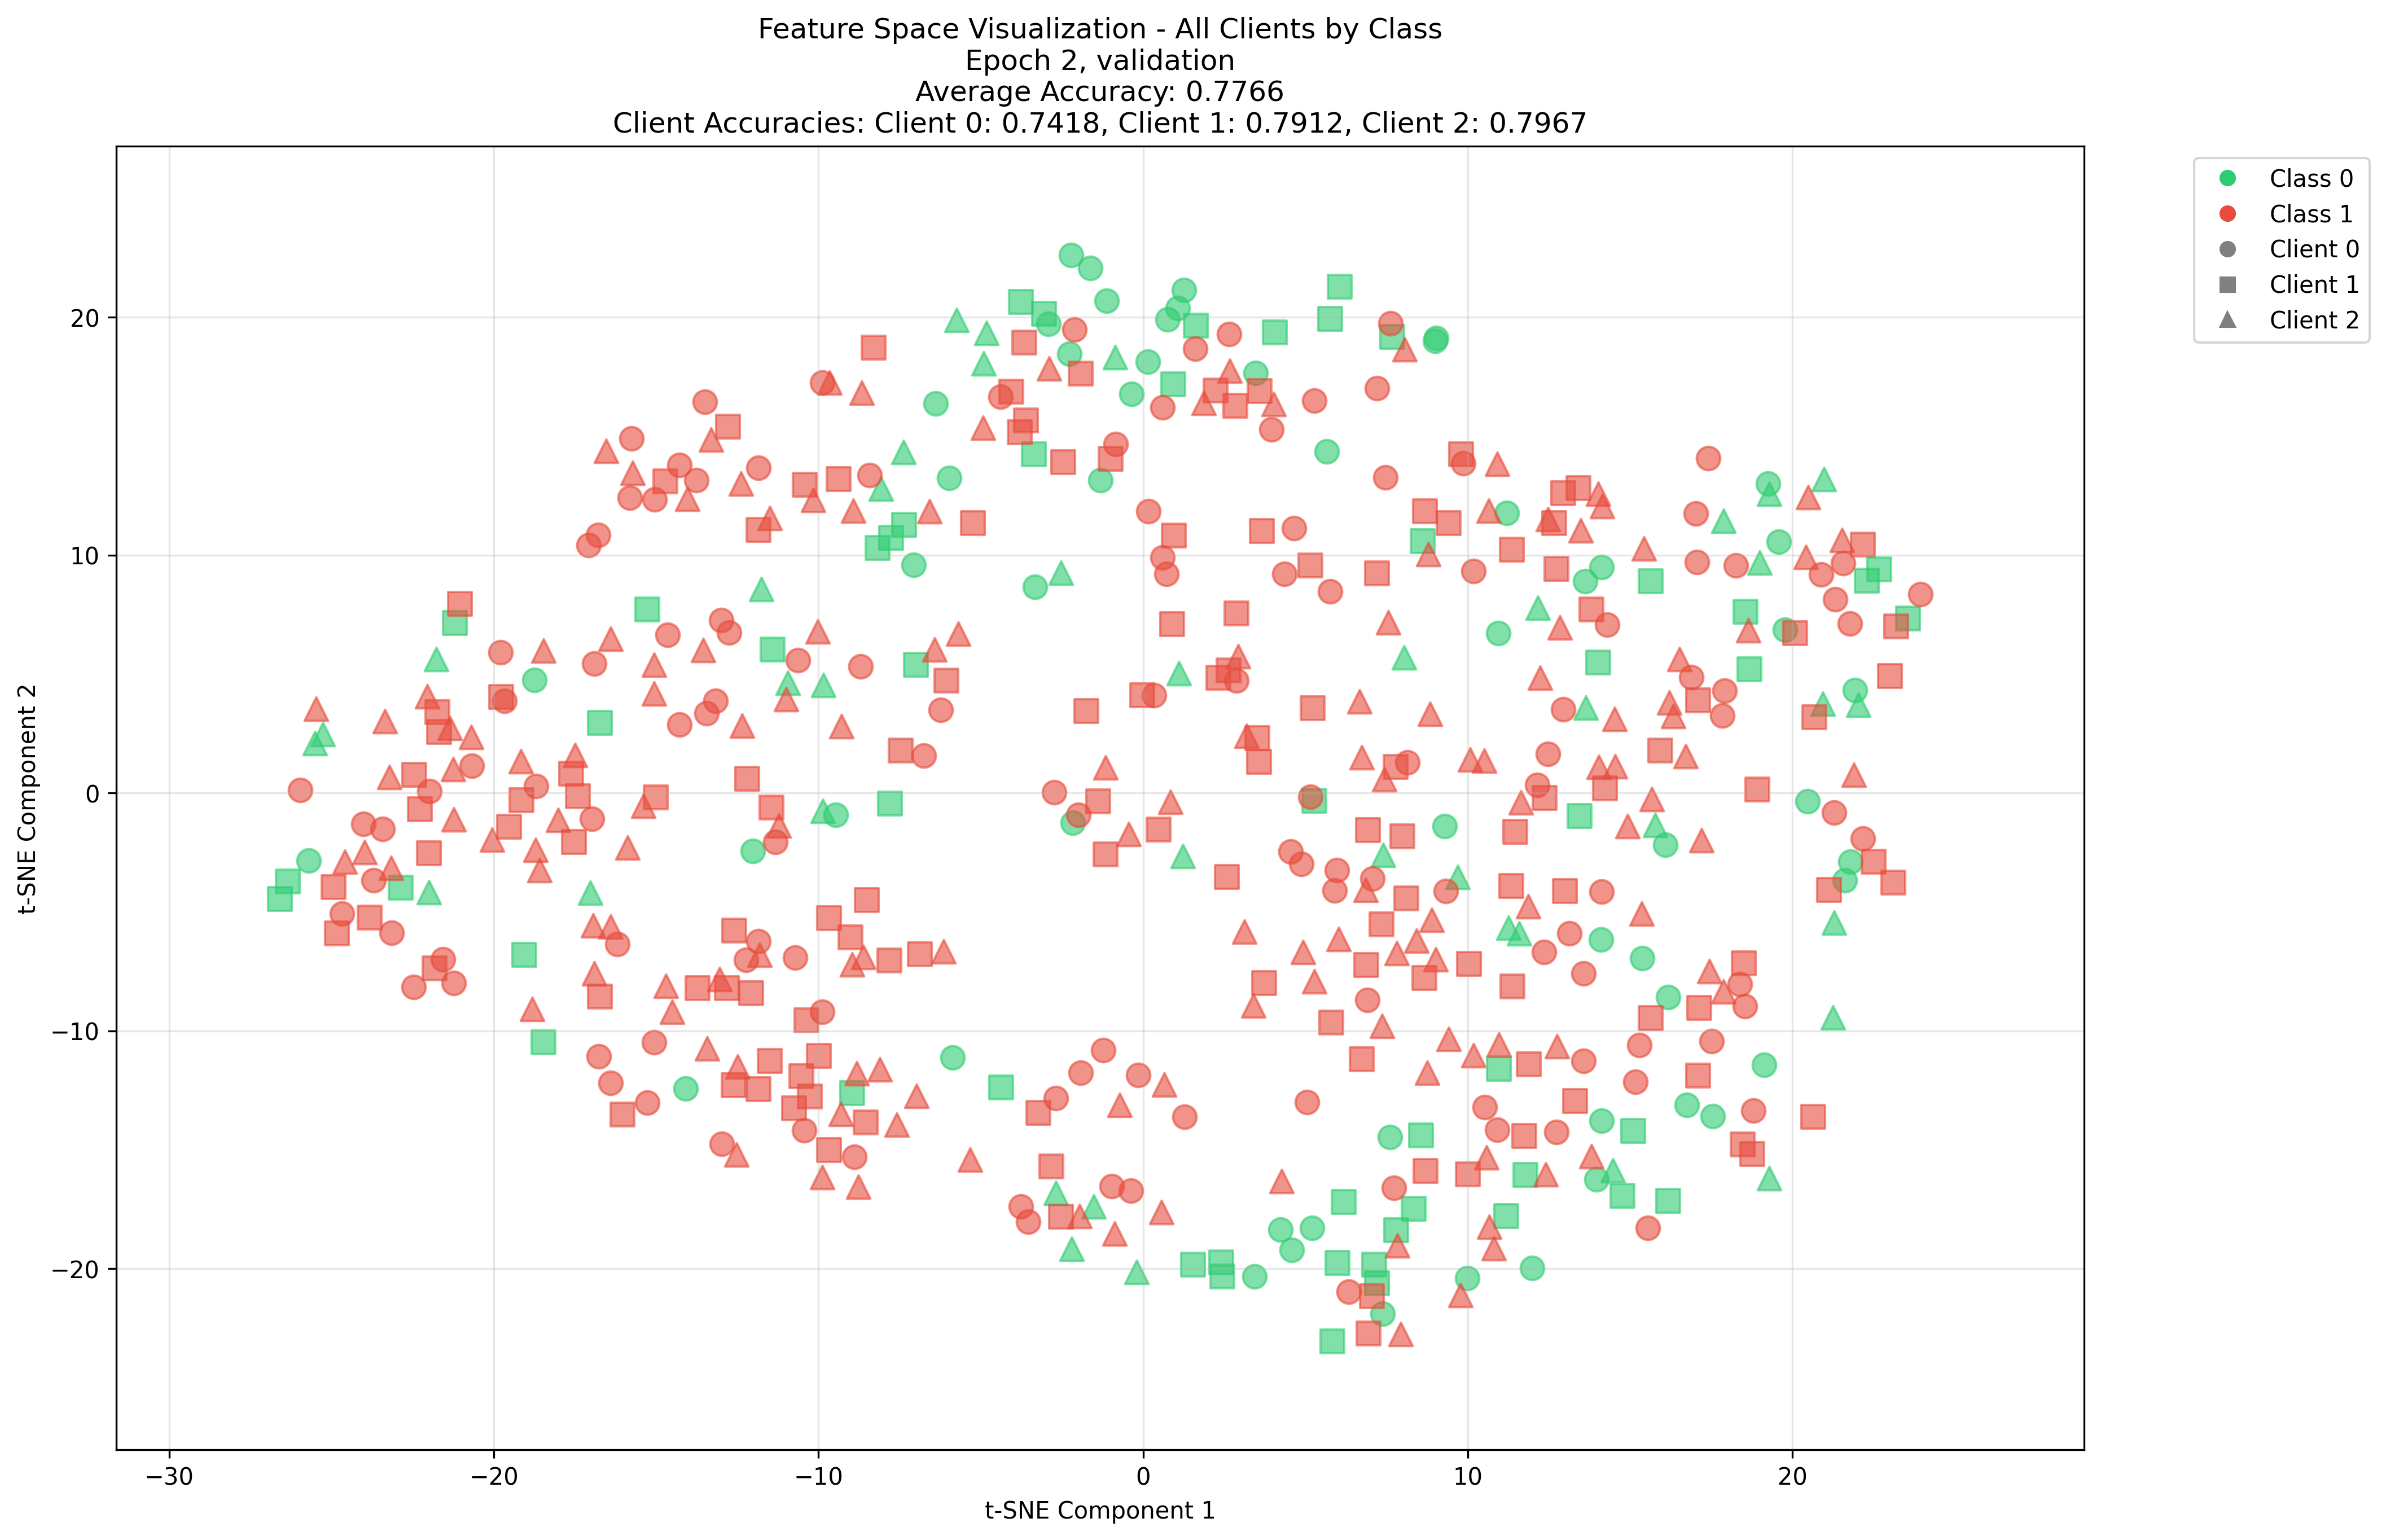 Feature Space Visualization - All Clients by Class
Epoch 2, validation
Average Accuracy: 0.7766
Client Accuracies: Client 0: 0.7418, Client 1: 0.7912, Client 2: 0.7967
Class 0
Class 1
Client 0
Client 1
Client 2
t-SNE Component 2
20
10
0
−10
−20
−30
−20
−10
0
10
20
t-SNE Component 1